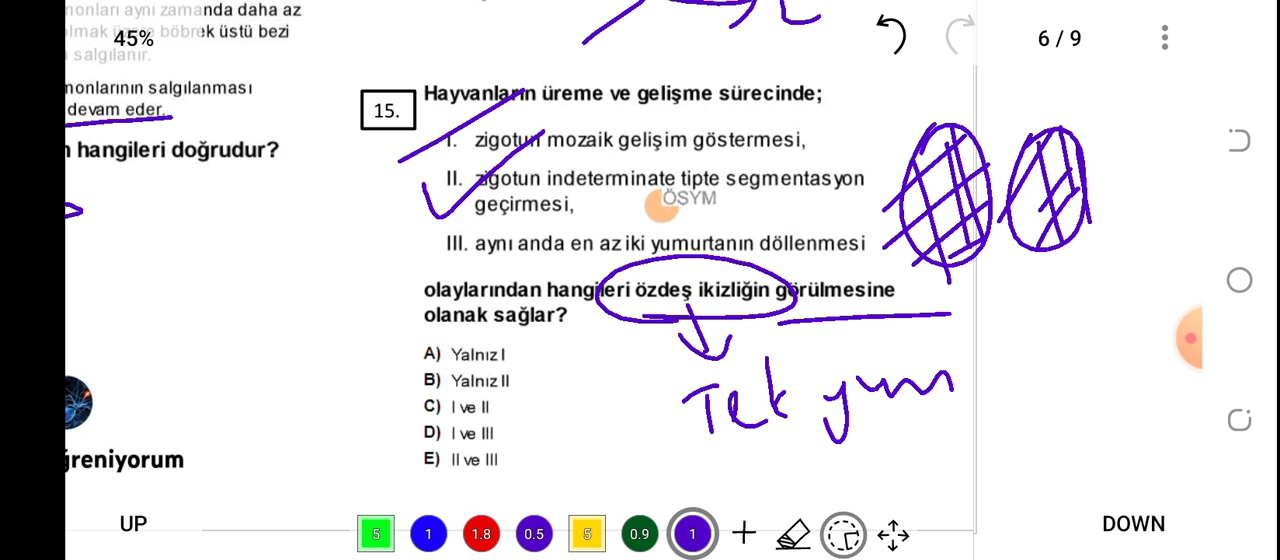 monları aynı zamanda daha az
olmak üzere böbrek üstü bezi
45%
salgılanır.
6 / 9
monlarının salgılanması
devam eder.
hangileri doğrudur?
15.
Hayvanların üreme ve gelişme sürecinde;
I. zigotun mozaik gelişim göstermesi,
II. zigotun indeterminate tipte segmentasyon
geçirmesi,
ÖSYM
III. aynı anda en az iki yumurtanın döllenmesi
olaylarından hangileri özdeş ikizliğin görülmesine
olanak sağlar?
A) Yalnız I
B) Yalnız II
C) I ve II
D) I ve III
E) II ve III
Tek yum
ğreniyorum
UP
5
1
1.8
0.5
5
0.9
1
DOWN